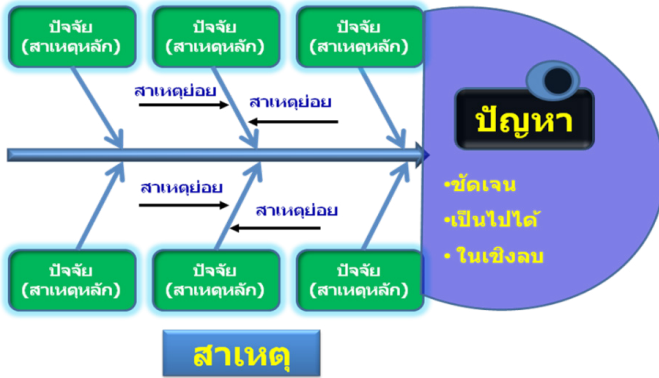 ปัจจัย
(สาเหตุหลัก)
ปัจจัย
(สาเหตุหลัก)
ปัจจัย
(สาเหตุหลัก)
สาเหตุย่อย
สาเหตุย่อย
ปัญหา
•ชัดเจน
•เป็นไปได้
• ในเชิงลบ
สาเหตุย่อย
สาเหตุย่อย
ปัจจัย
(สาเหตุหลัก)
ปัจจัย
(สาเหตุหลัก)
ปัจจัย
(สาเหตุหลัก)
สาเหตุ